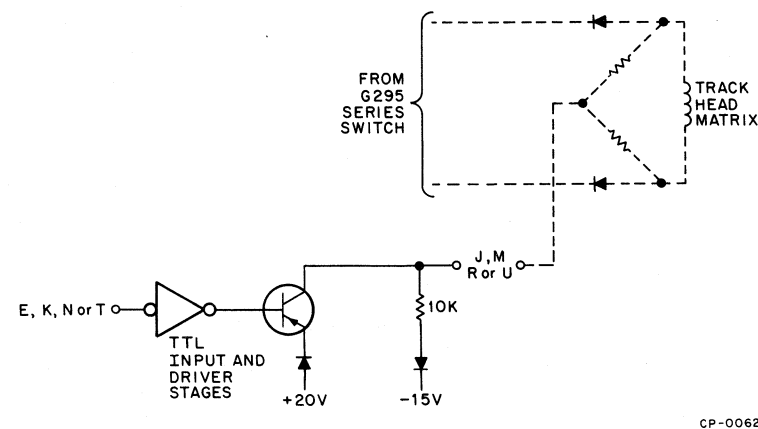 FROM
G295
SERIES
SWITCH
TRACK
HEAD
MATRIX
J, M
R or U
E, K, N or T
10K
TTL
INPUT AND
DRIVER
STAGES
+20V
-15V
CP-0062